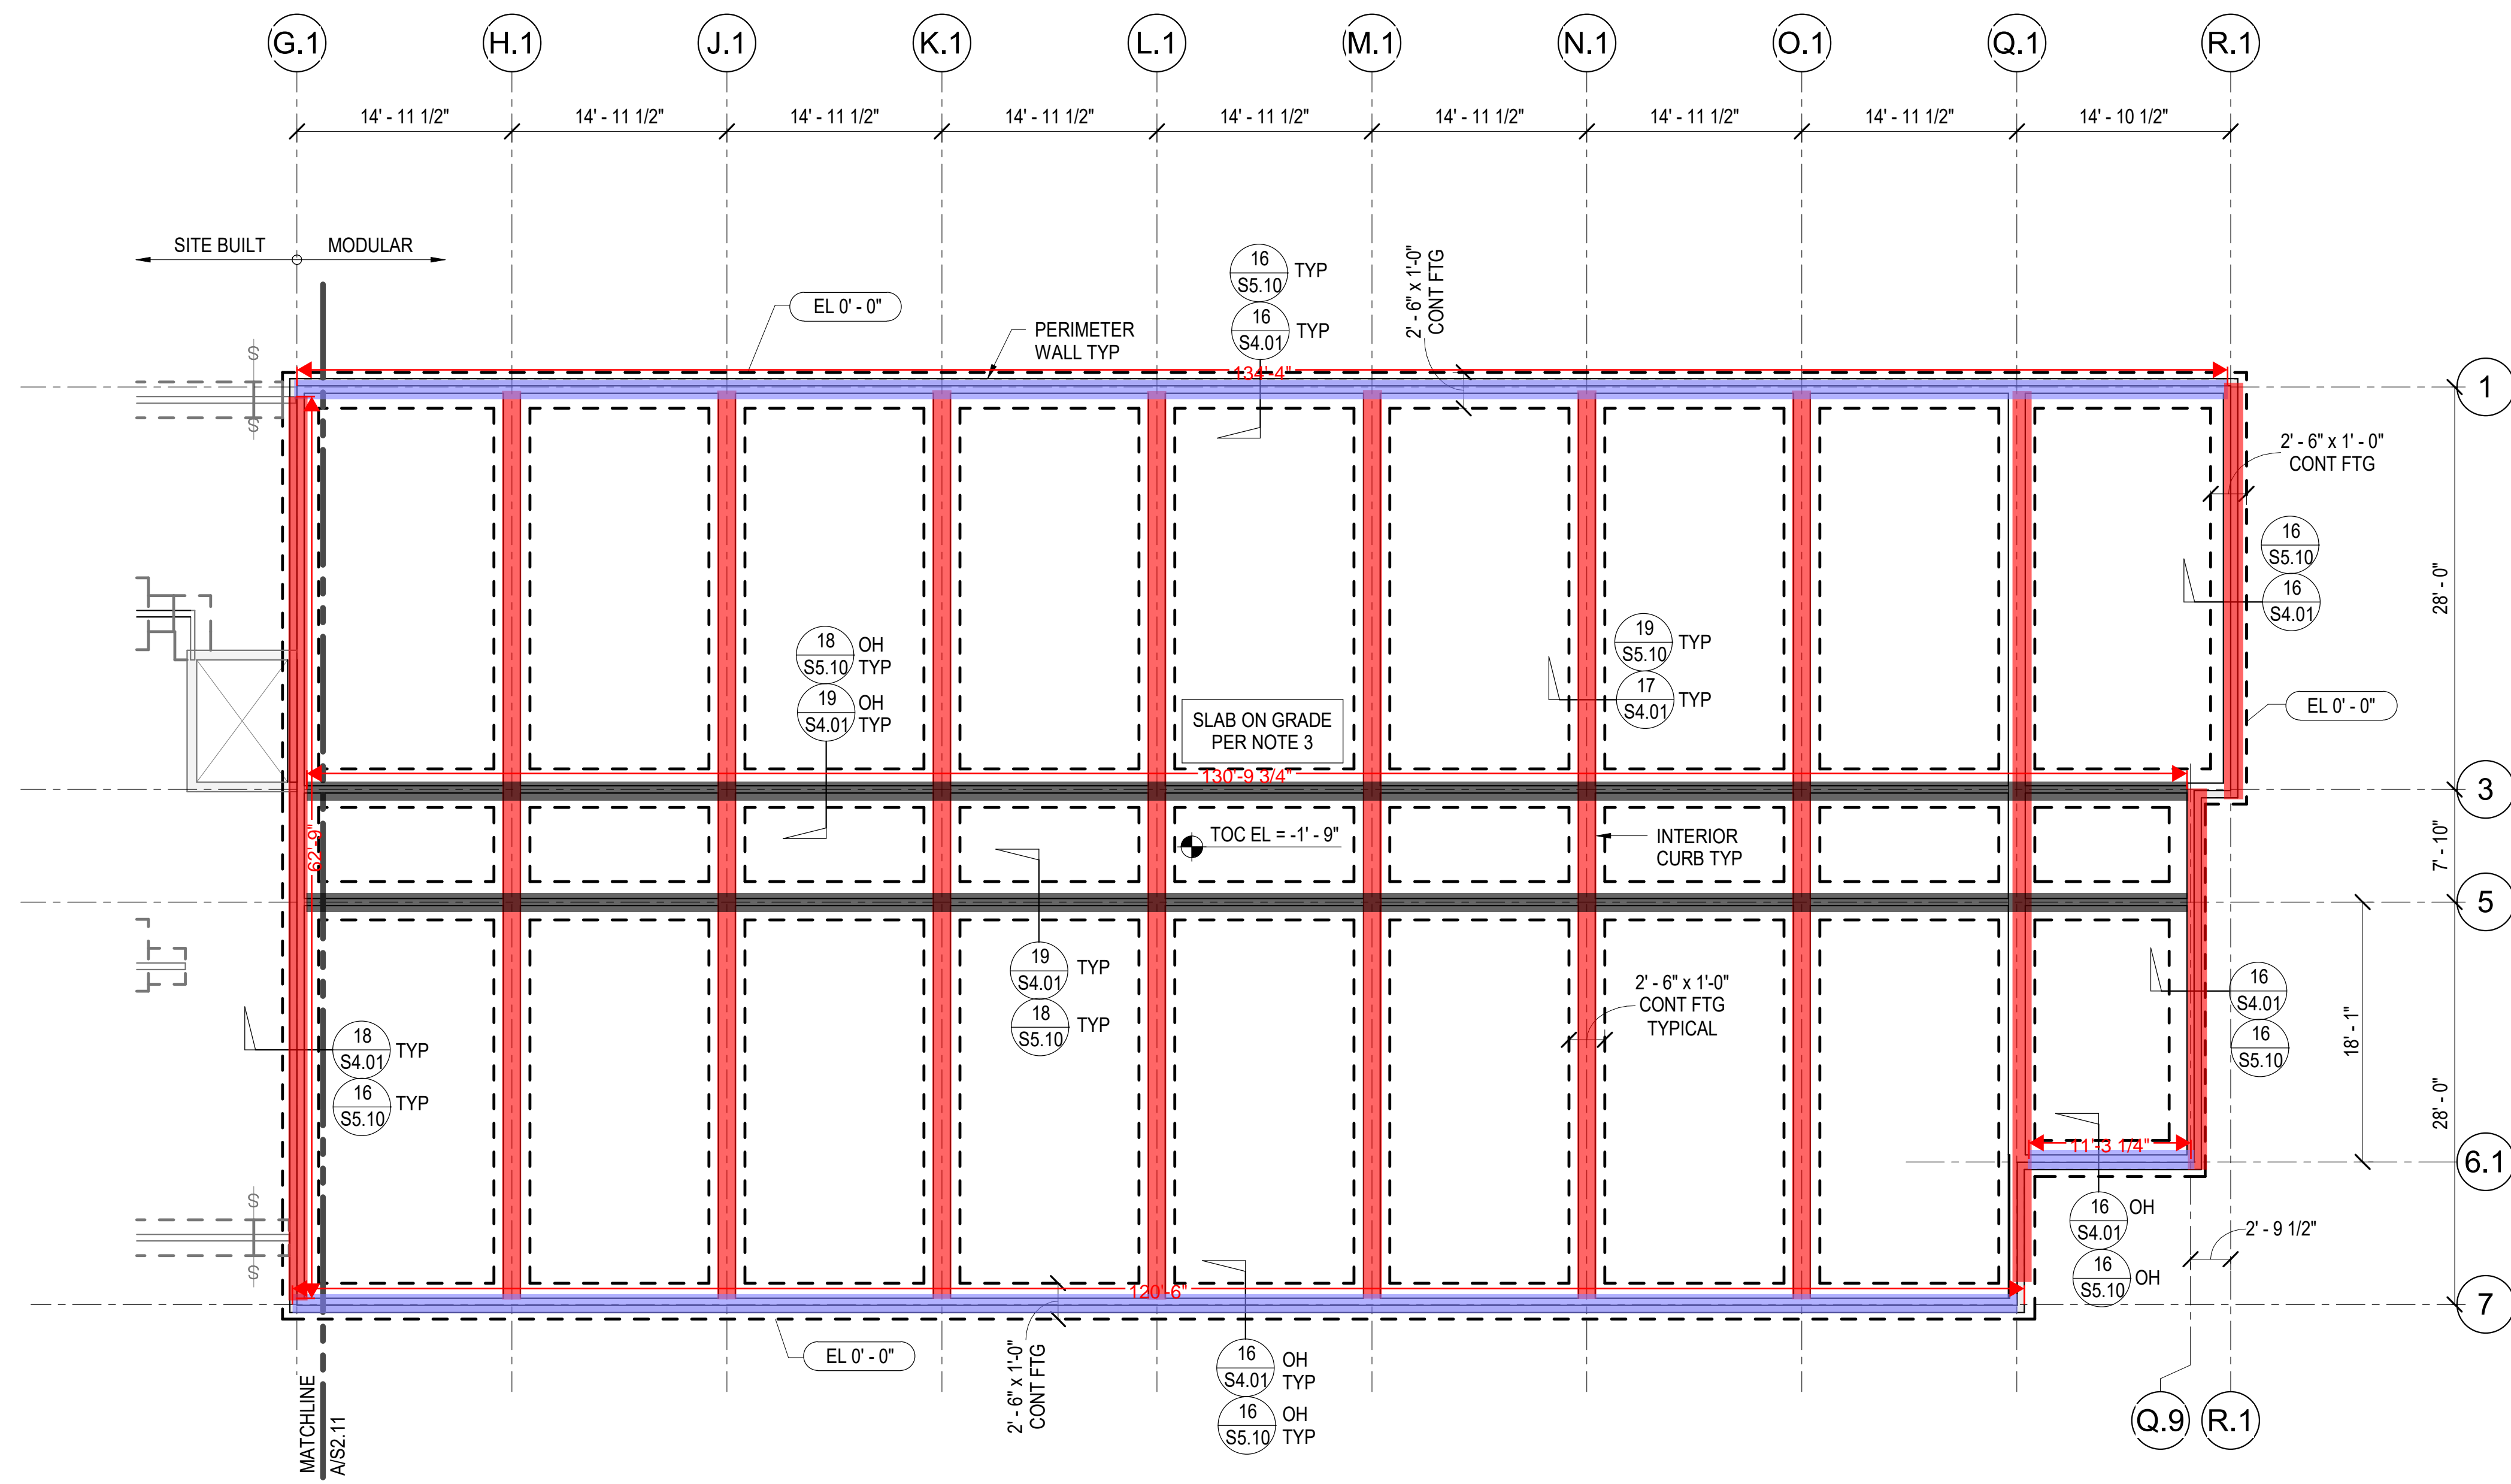 G.1 H.1 J.1 K.1 L.1 M.1 N.1 O.1 Q.1 R.1
14' - 11 1/2" 14' - 11 1/2" 14' - 11 1/2" 14' - 11 1/2" 14' - 11 1/2" 14' - 11 1/2" 14' - 11 1/2" 14' - 11 1/2" 14' - 10 1/2"
SITE BUILT MODULAR
EL 0' - 0"
PERIMETER
WALL TYP
16
S5.10
TYP
16
S4.01
TYP
2' - 6" x 1'-0"
CONT FTG
134'-4"
S
S
1
2' - 6" x 1' - 0"
CONT FTG
16
S5.10
16
S4.01
28' - 0"
18
S5.10
OH
TYP
19
S4.01
OH
TYP
19
S5.10
TYP
17
S4.01
TYP
SLAB ON GRADE
PER NOTE 3
EL 0' - 0"
130'-9 3/4"
3
62'-9"
TOC EL = -1' - 9"
INTERIOR
CURB TYP
7' - 10"
5
19
S4.01
TYP
18
S5.10
TYP
2' - 6" x 1'-0"
CONT FTG
TYPICAL
16
S4.01
16
S5.10
18' - 1"
28' - 0"
18
S4.01
TYP
16
S5.10
TYP
11'-3 1/4"
6.1
S
S
16
S4.01
OH
16
S5.10
OH
2' - 9 1/2"
120'-6"
7
EL 0' - 0"
2' - 6" x 1'-0"
CONT FTG
16
S4.01
OH
TYP
16
S5.10
OH
TYP
MATCHLINE
A/S2.11
Q.9 R.1